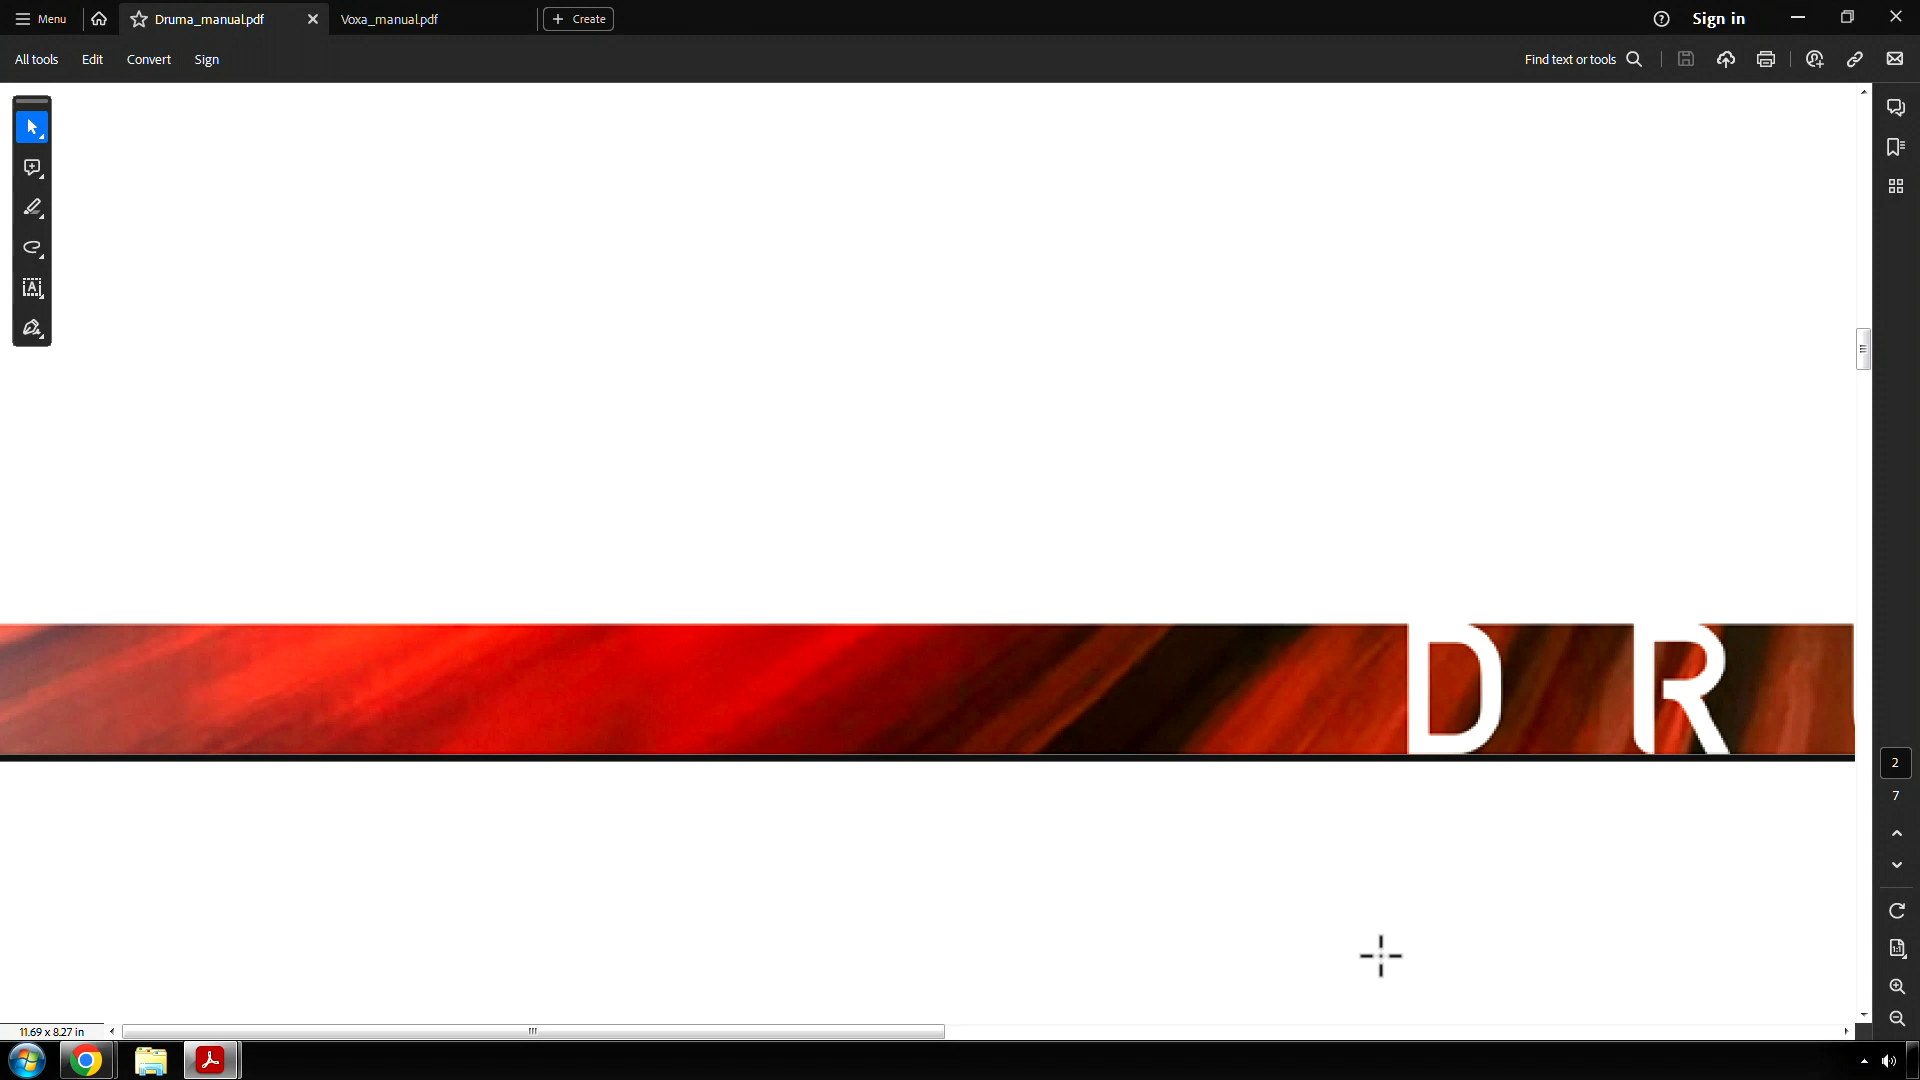 Menu
Druma_manual.pdf
Voxa_manual.pdf
Create
Sign in
All tools
Edit
Convert
Sign
Find text or tools
D R
2
7
11.69 x 8.27 in